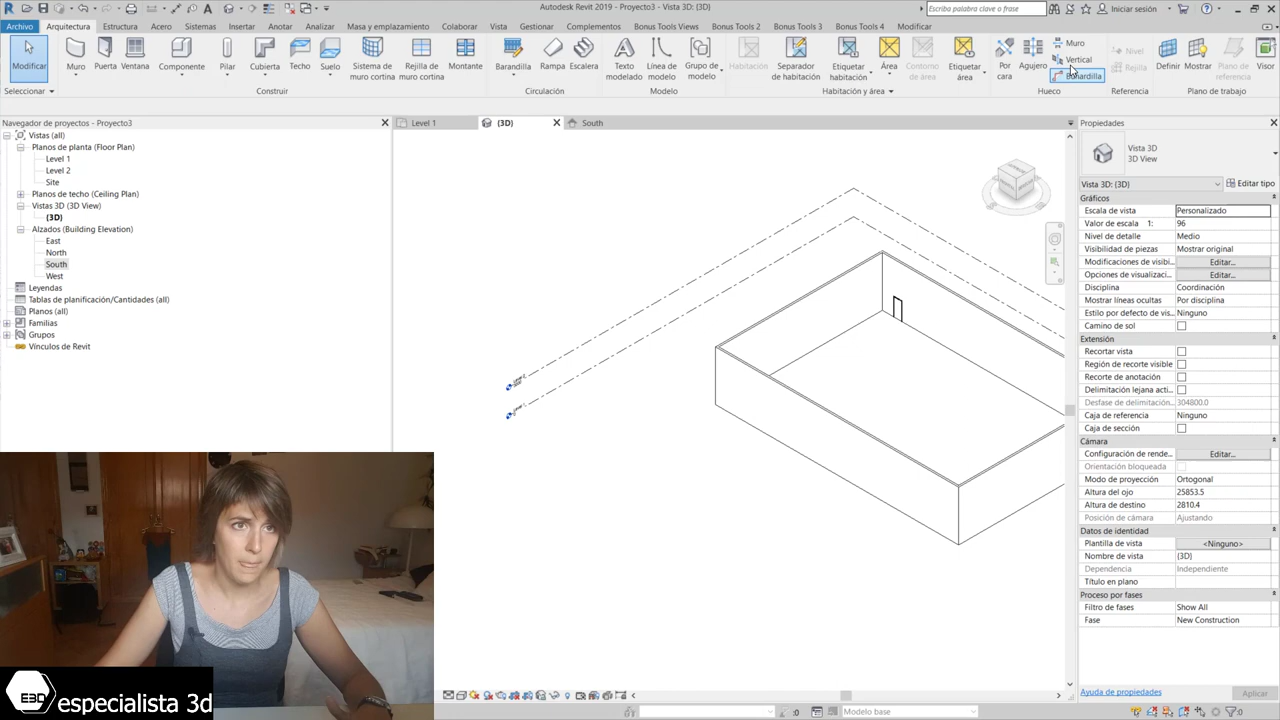 Autodesk Revit 2019 - Proyecto3 - Vista 3D: {3D}
Escriba palabra clave o frase
Iniciar sesión
Archivo Arquitectura Estructura Acero Sistemas Insertar Anotar Analizar Masa y emplazamiento Colaborar Vista Gestionar Complementos Bonus Tools Views Bonus Tools 2 Bonus Tools 3 Bonus Tools 4 Modificar
Modificar
Muro
Puerta
Ventana
Componente
Pilar
Cubierta
Techo
Suelo
Sistema de
muro cortina
Rejilla de
muro cortina
Montante
Barandilla
Rampa
Escalera
Texto
modelado
Línea de
modelo
Grupo de
modelo
Habitación
Separador
de habitación
Etiquetar
habitación
Área
Contorno
de área
Etiquetar
área
Por
cara
Agujero
Muro
Vertical
Nivel
Rejilla
Definir
Mostrar
Plano de
referencia
Visor
Seleccionar
Construir
Circulación
Modelo
Habitación y área
Hueco
Referencia
Plano de trabajo
Navegador de proyectos - Proyecto3
Vistas (all)
Planos de planta (Floor Plan)
Level 1
Level 2
Site
Planos de techo (Ceiling Plan)
Vistas 3D (3D View)
{3D}
Alzados (Building Elevation)
East
North
South
West
Leyendas
Tablas de planificación/Cantidades (all)
Planos (all)
Familias
Grupos
Vínculos de Revit
Level 1
{3D}
South
Propiedades
Vista 3D
3D View
Vista 3D: {3D}
Editar tipo
Gráficos
Escala de vista Personalizado
Valor de escala 1: 96
Nivel de detalle Medio
Visibilidad de piezas Mostrar original
Modificaciones de visibi... Editar...
Opciones de visualizaci... Editar...
Disciplina Coordinación
Mostrar líneas ocultas Por disciplina
Estilo por defecto de vis... Ninguno
Camino de sol
Extensión
Recortar vista
Región de recorte visible
Recorte de anotación
Delimitación lejana acti...
Desfase de delimitación... 304800.0
Caja de referencia Ninguno
Caja de sección
Cámara
Configuración de rende... Editar...
Orientación bloqueada
Modo de proyección Ortogonal
Altura del ojo 25853.5
Altura de destino 2810.4
Posición de cámara Ajustando
Datos de identidad
Plantilla de vista <Ninguno>
Nombre de vista {3D}
Dependencia Independiente
Título en plano
Proceso por fases
Filtro de fases Show All
Fase New Construction
Ayuda de propiedades
Aplicar
E3D especialista 3d
:0
Modelo base
:0